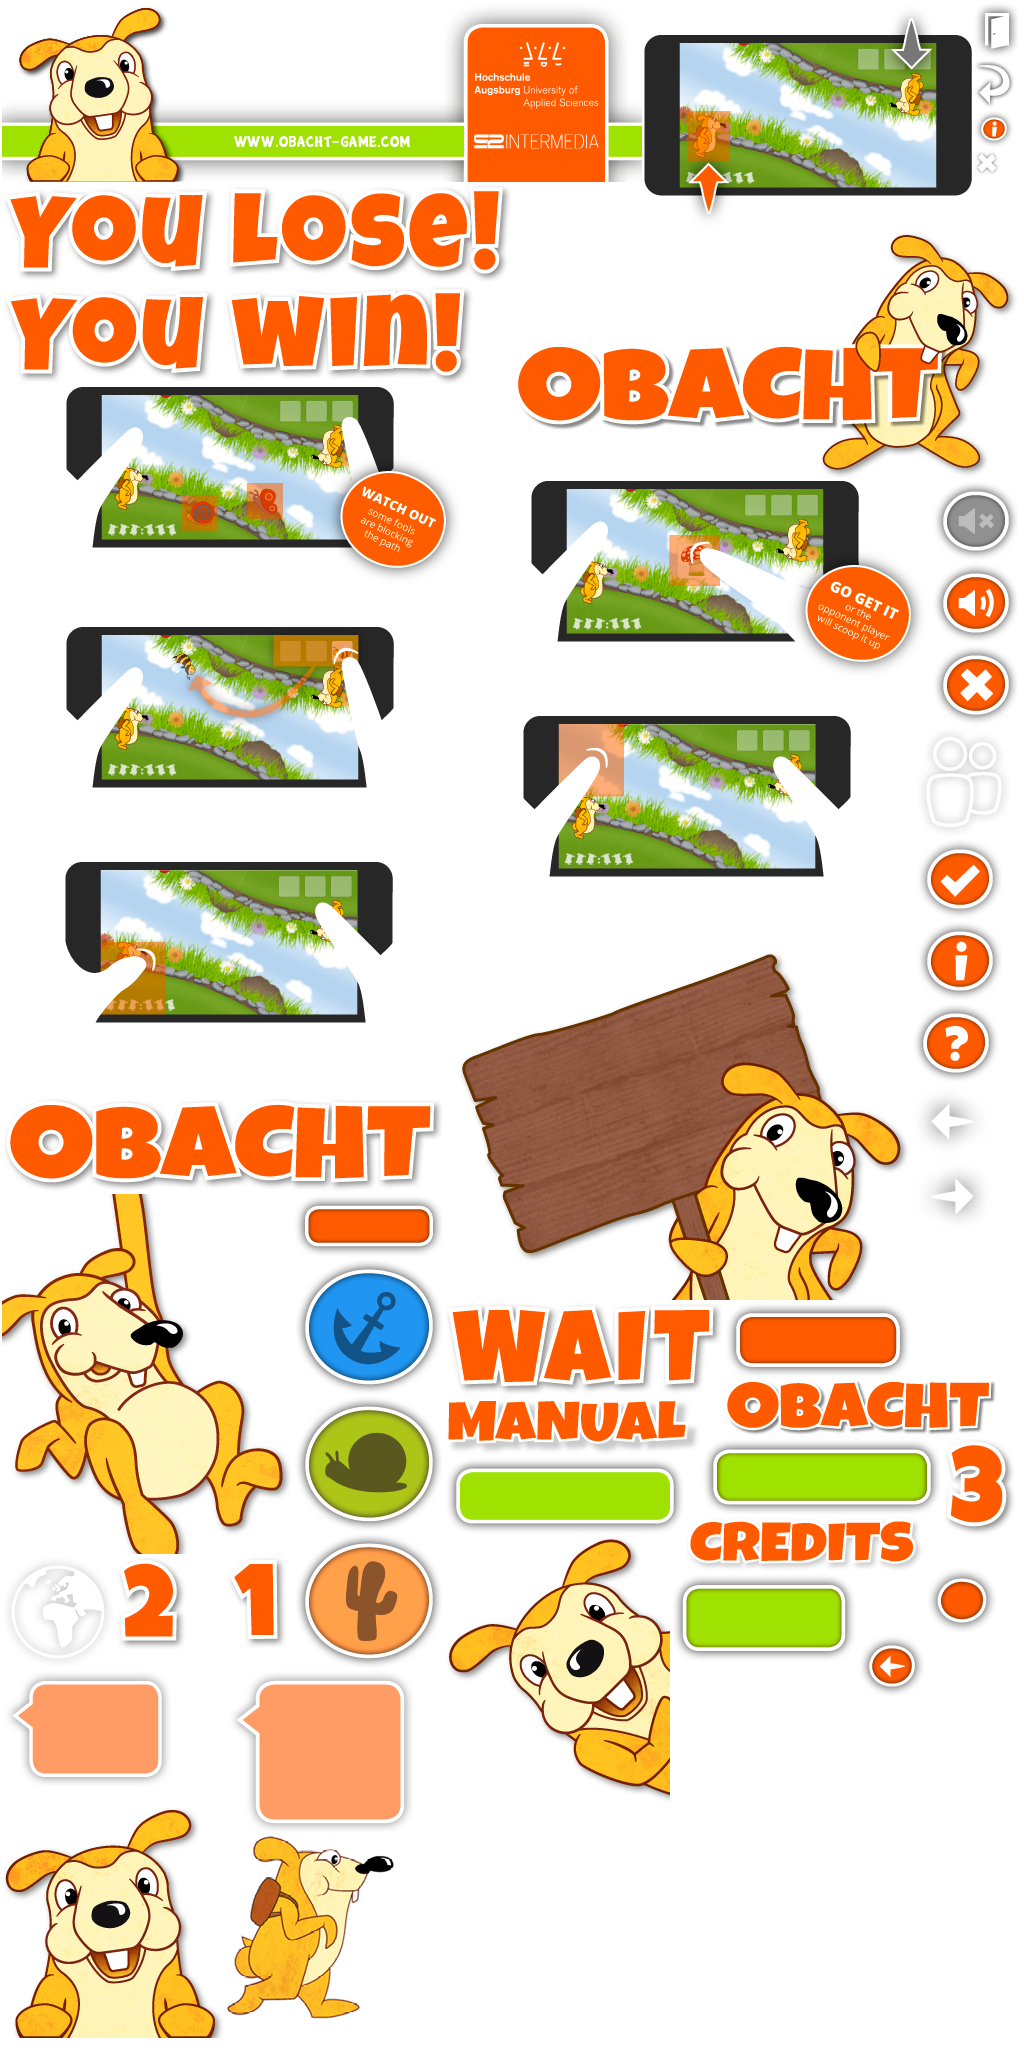 Hochschule
Augsburg University of
Applied Sciences
WWW.OBACHT-GAME.COM
INTERMEDIA
i
YOU LOSE!
YOU WIN!
OBACHT
WATCH OUT
some fools
are blocking
the path
GO GET IT
or the
opponent player
will scoop it up
i
?
OBACHT
WAIT
MANUAL
OBACHT
3
CREDITS
2
1